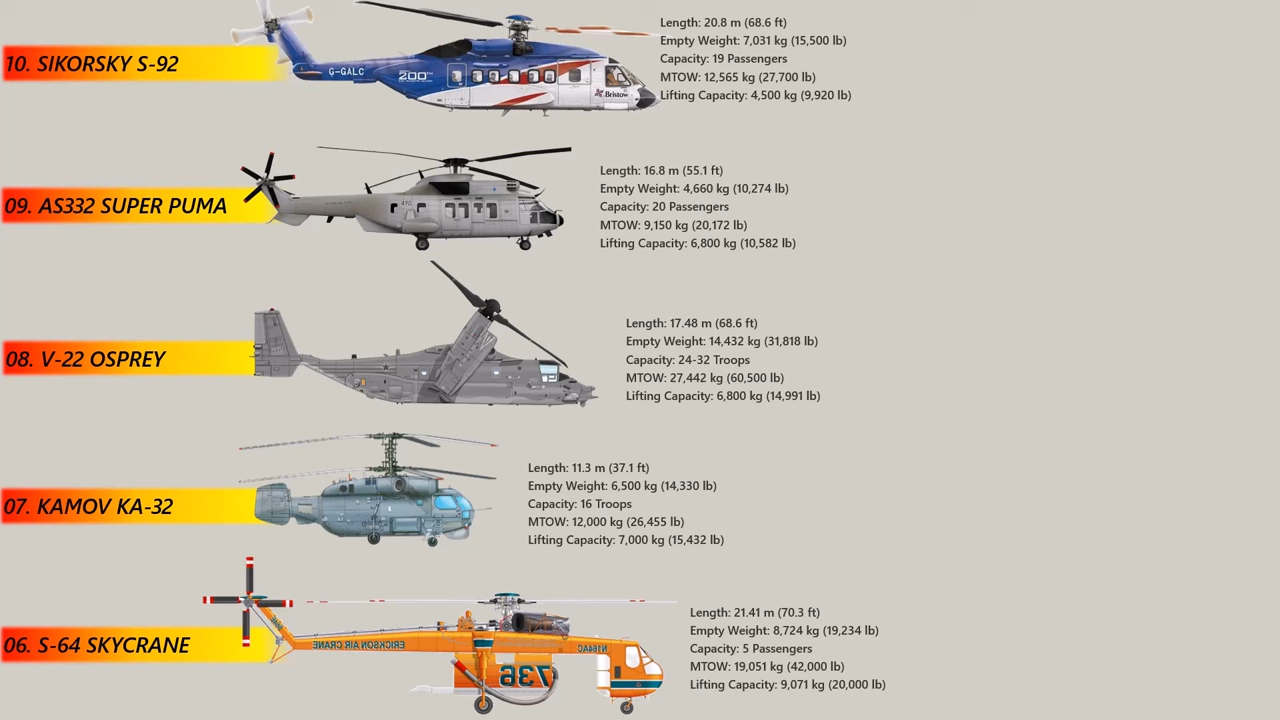 10. SIKORSKY S-92
G-GALC
200
Bristow
Length: 20.8 m (68.6 ft)
Empty Weight: 7,031 kg (15,500 lb)
Capacity: 19 Passengers
MTOW: 12,565 kg (27,700 lb)
Lifting Capacity: 4,500 kg (9,920 lb)
09. AS332 SUPER PUMA
490
Length: 16.8 m (55.1 ft)
Empty Weight: 4,660 kg (10,274 lb)
Capacity: 20 Passengers
MTOW: 9,150 kg (20,172 lb)
Lifting Capacity: 6,800 kg (10,582 lb)
08. V-22 OSPREY
Length: 17.48 m (68.6 ft)
Empty Weight: 14,432 kg (31,818 lb)
Capacity: 24-32 Troops
MTOW: 27,442 kg (60,500 lb)
Lifting Capacity: 6,800 kg (14,991 lb)
07. KAMOV KA-32
Length: 11.3 m (37.1 ft)
Empty Weight: 6,500 kg (14,330 lb)
Capacity: 16 Troops
MTOW: 12,000 kg (26,455 lb)
Lifting Capacity: 7,000 kg (15,432 lb)
06. S-64 SKYCRANE
ERICKSON AIR CRANE
N164AC
736
Length: 21.41 m (70.3 ft)
Empty Weight: 8,724 kg (19,234 lb)
Capacity: 5 Passengers
MTOW: 19,051 kg (42,000 lb)
Lifting Capacity: 9,071 kg (20,000 lb)